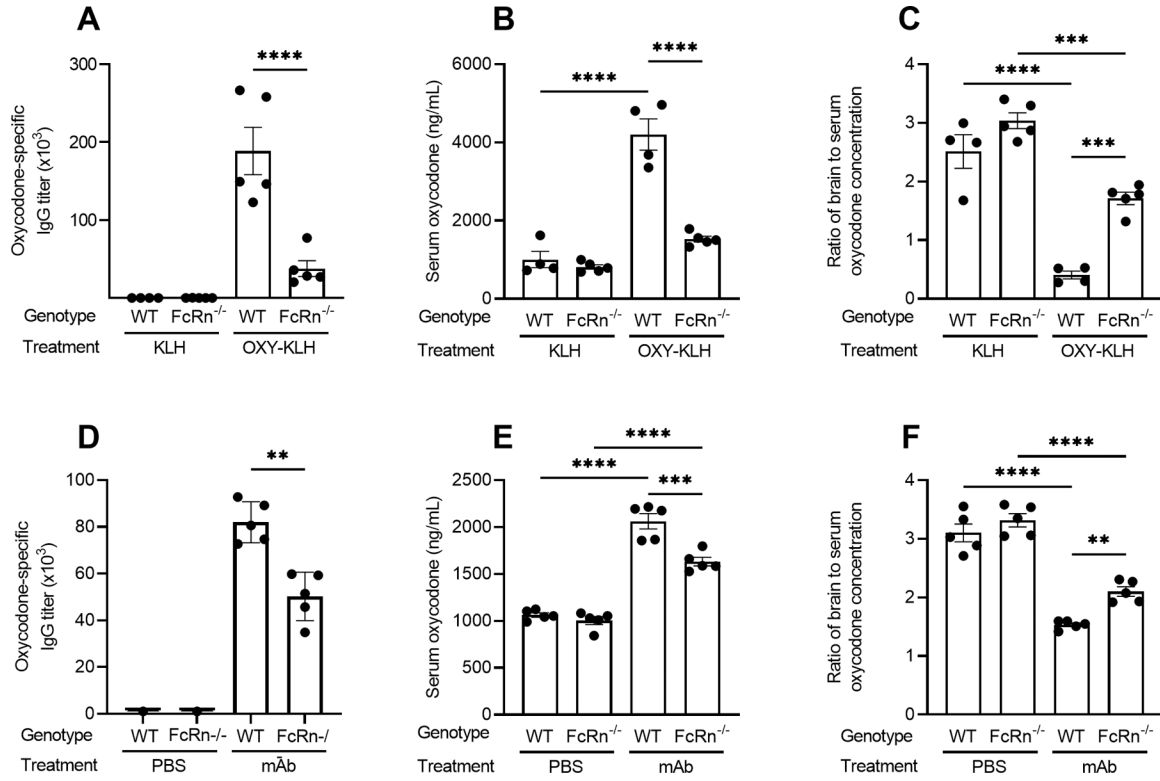 A
Oxycodone-specific
IgG titer (x10³)
300
200
100
****
Genotype WT FcRn⁻/⁻ WT FcRn⁻/⁻
Treatment KLH OXY-KLH
B
Serum oxycodone (ng/mL)
6000
4000
2000
0
****
****
Genotype WT FcRn⁻/⁻ WT FcRn⁻/⁻
Treatment KLH OXY-KLH
C
Ratio of brain to serum
oxycodone concentration
4
3
2
1
0
***
****
***
Genotype WT FcRn⁻/⁻ WT FcRn⁻/⁻
Treatment KLH OXY-KLH
D
Oxycodone-specific
IgG titer (x10³)
100
80
60
40
20
0
**
Genotype WT FcRn-/- WT FcRn-/
Treatment PBS mAb
E
Serum oxycodone (ng/mL)
2500
2000
1500
1000
500
0
****
****
***
Genotype WT FcRn⁻/⁻ WT FcRn⁻/⁻
Treatment PBS mAb
F
Ratio of brain to serum
oxycodone concentration
4
3
2
1
0
****
****
**
Genotype WT FcRn⁻/⁻ WT FcRn⁻/⁻
Treatment PBS mAb